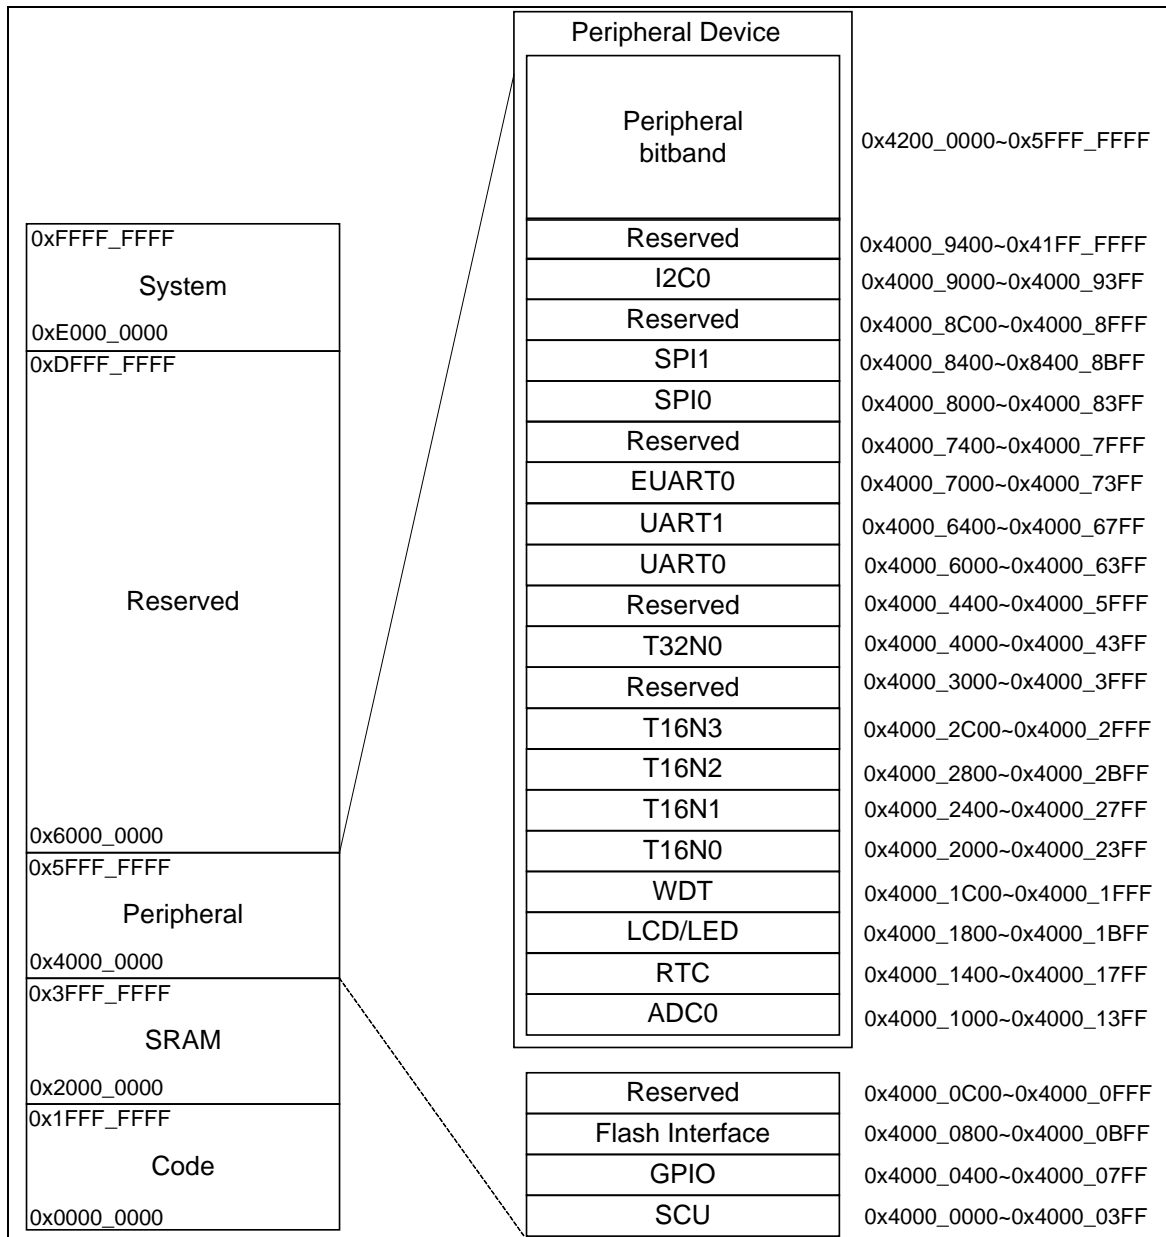 Peripheral Device
Peripheral
bitband
0x4200_0000~0x5FFF_FFFF
Reserved
0x4000_9400~0x41FF_FFFF
I2C0
0x4000_9000~0x4000_93FF
Reserved
0x4000_8C00~0x4000_8FFF
SPI1
0x4000_8400~0x8400_8BFF
SPI0
0x4000_8000~0x4000_83FF
Reserved
0x4000_7400~0x4000_7FFF
EUART0
0x4000_7000~0x4000_73FF
UART1
0x4000_6400~0x4000_67FF
UART0
0x4000_6000~0x4000_63FF
Reserved
0x4000_4400~0x4000_5FFF
T32N0
0x4000_4000~0x4000_43FF
Reserved
0x4000_3000~0x4000_3FFF
T16N3
0x4000_2C00~0x4000_2FFF
T16N2
0x4000_2800~0x4000_2BFF
T16N1
0x4000_2400~0x4000_27FF
T16N0
0x4000_2000~0x4000_23FF
WDT
0x4000_1C00~0x4000_1FFF
LCD/LED
0x4000_1800~0x4000_1BFF
RTC
0x4000_1400~0x4000_17FF
ADC0
0x4000_1000~0x4000_13FF
Reserved
0x4000_0C00~0x4000_0FFF
Flash Interface
0x4000_0800~0x4000_0BFF
GPIO
0x4000_0400~0x4000_07FF
SCU
0x4000_0000~0x4000_03FF
0xFFFF_FFFF
System
0xE000_0000
0xDFFF_FFFF
Reserved
0x6000_0000
0x5FFF_FFFF
Peripheral
0x4000_0000
0x3FFF_FFFF
SRAM
0x2000_0000
0x1FFF_FFFF
Code
0x0000_0000